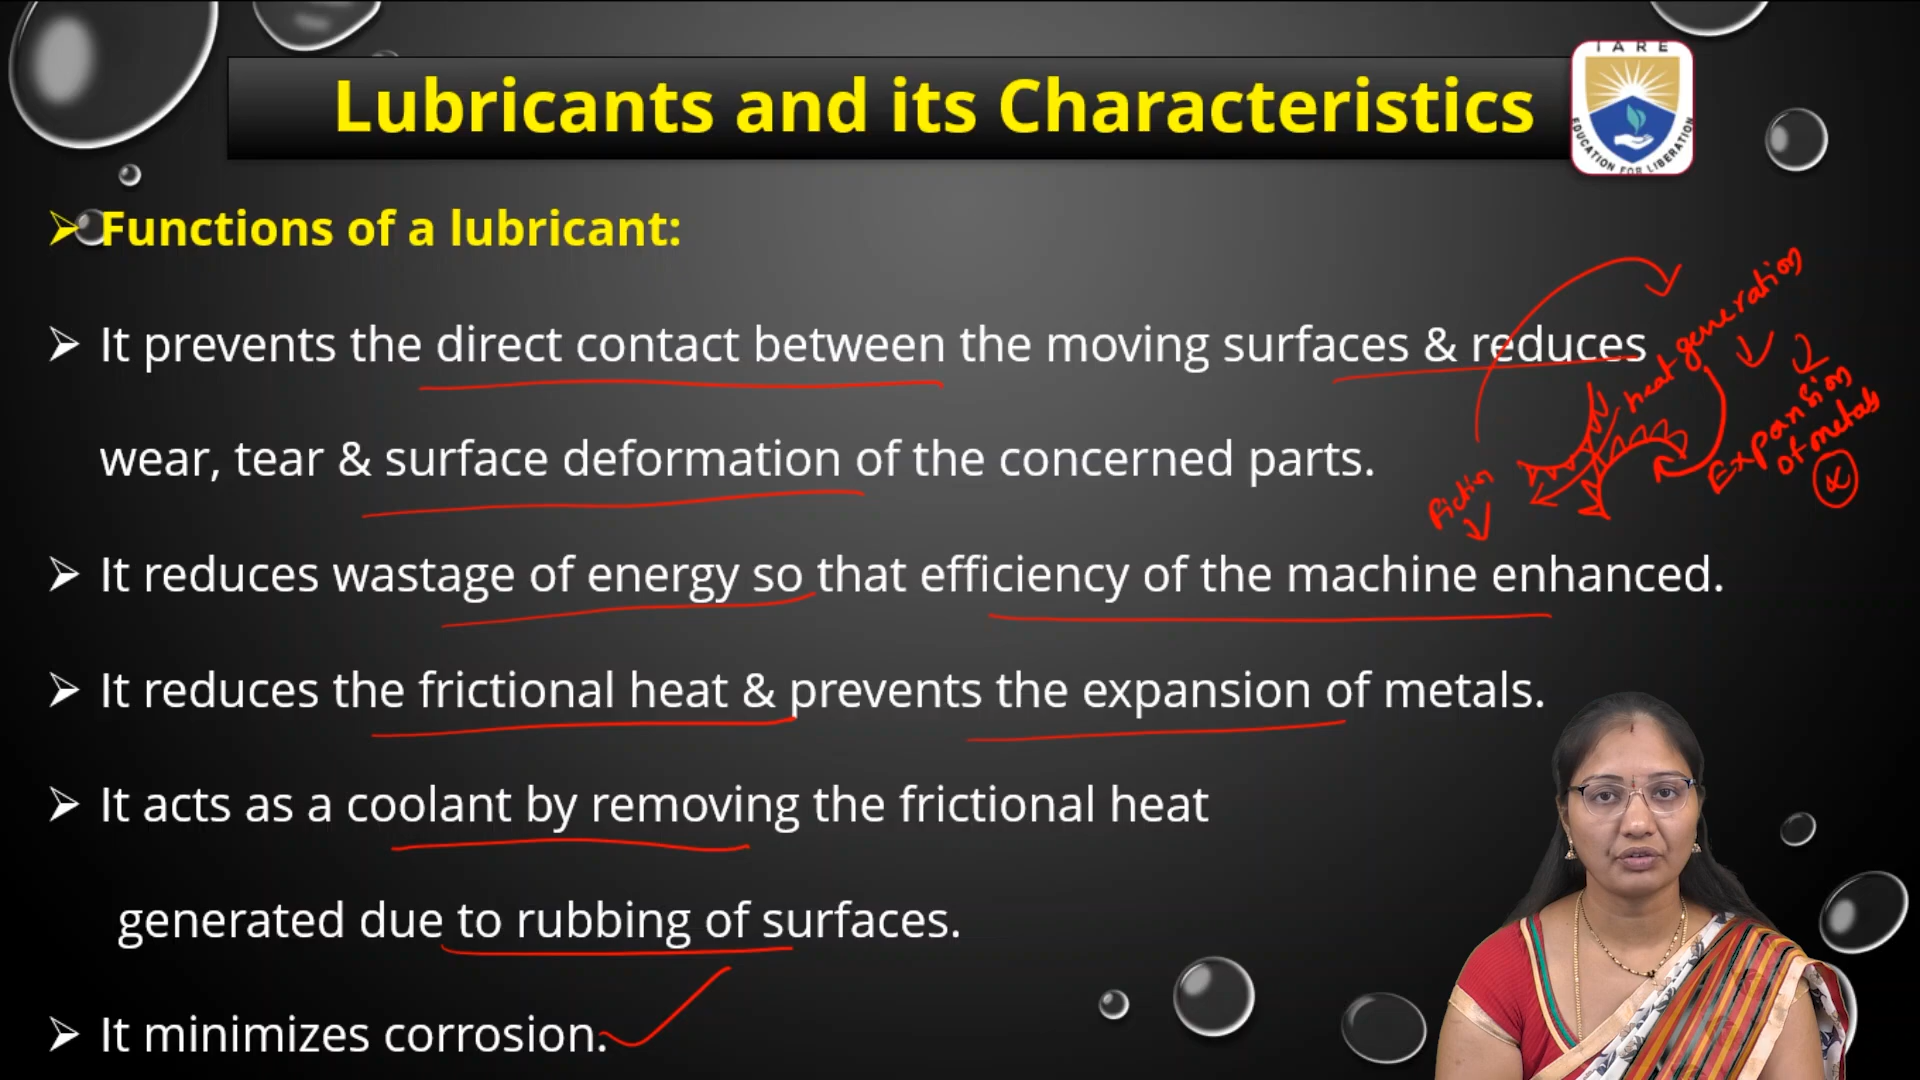 Lubricants and its Characteristics
IARE
EDUCATION FOR LIBERATION
Functions of a lubricant:
It prevents the direct contact between the moving surfaces & reduces
wear, tear & surface deformation of the concerned parts.
heat generation
Expansion
of metals
It reduces wastage of energy so that efficiency of the machine enhanced.
It reduces the frictional heat & prevents the expansion of metals.
It acts as a coolant by removing the frictional heat
generated due to rubbing of surfaces.
It minimizes corrosion.